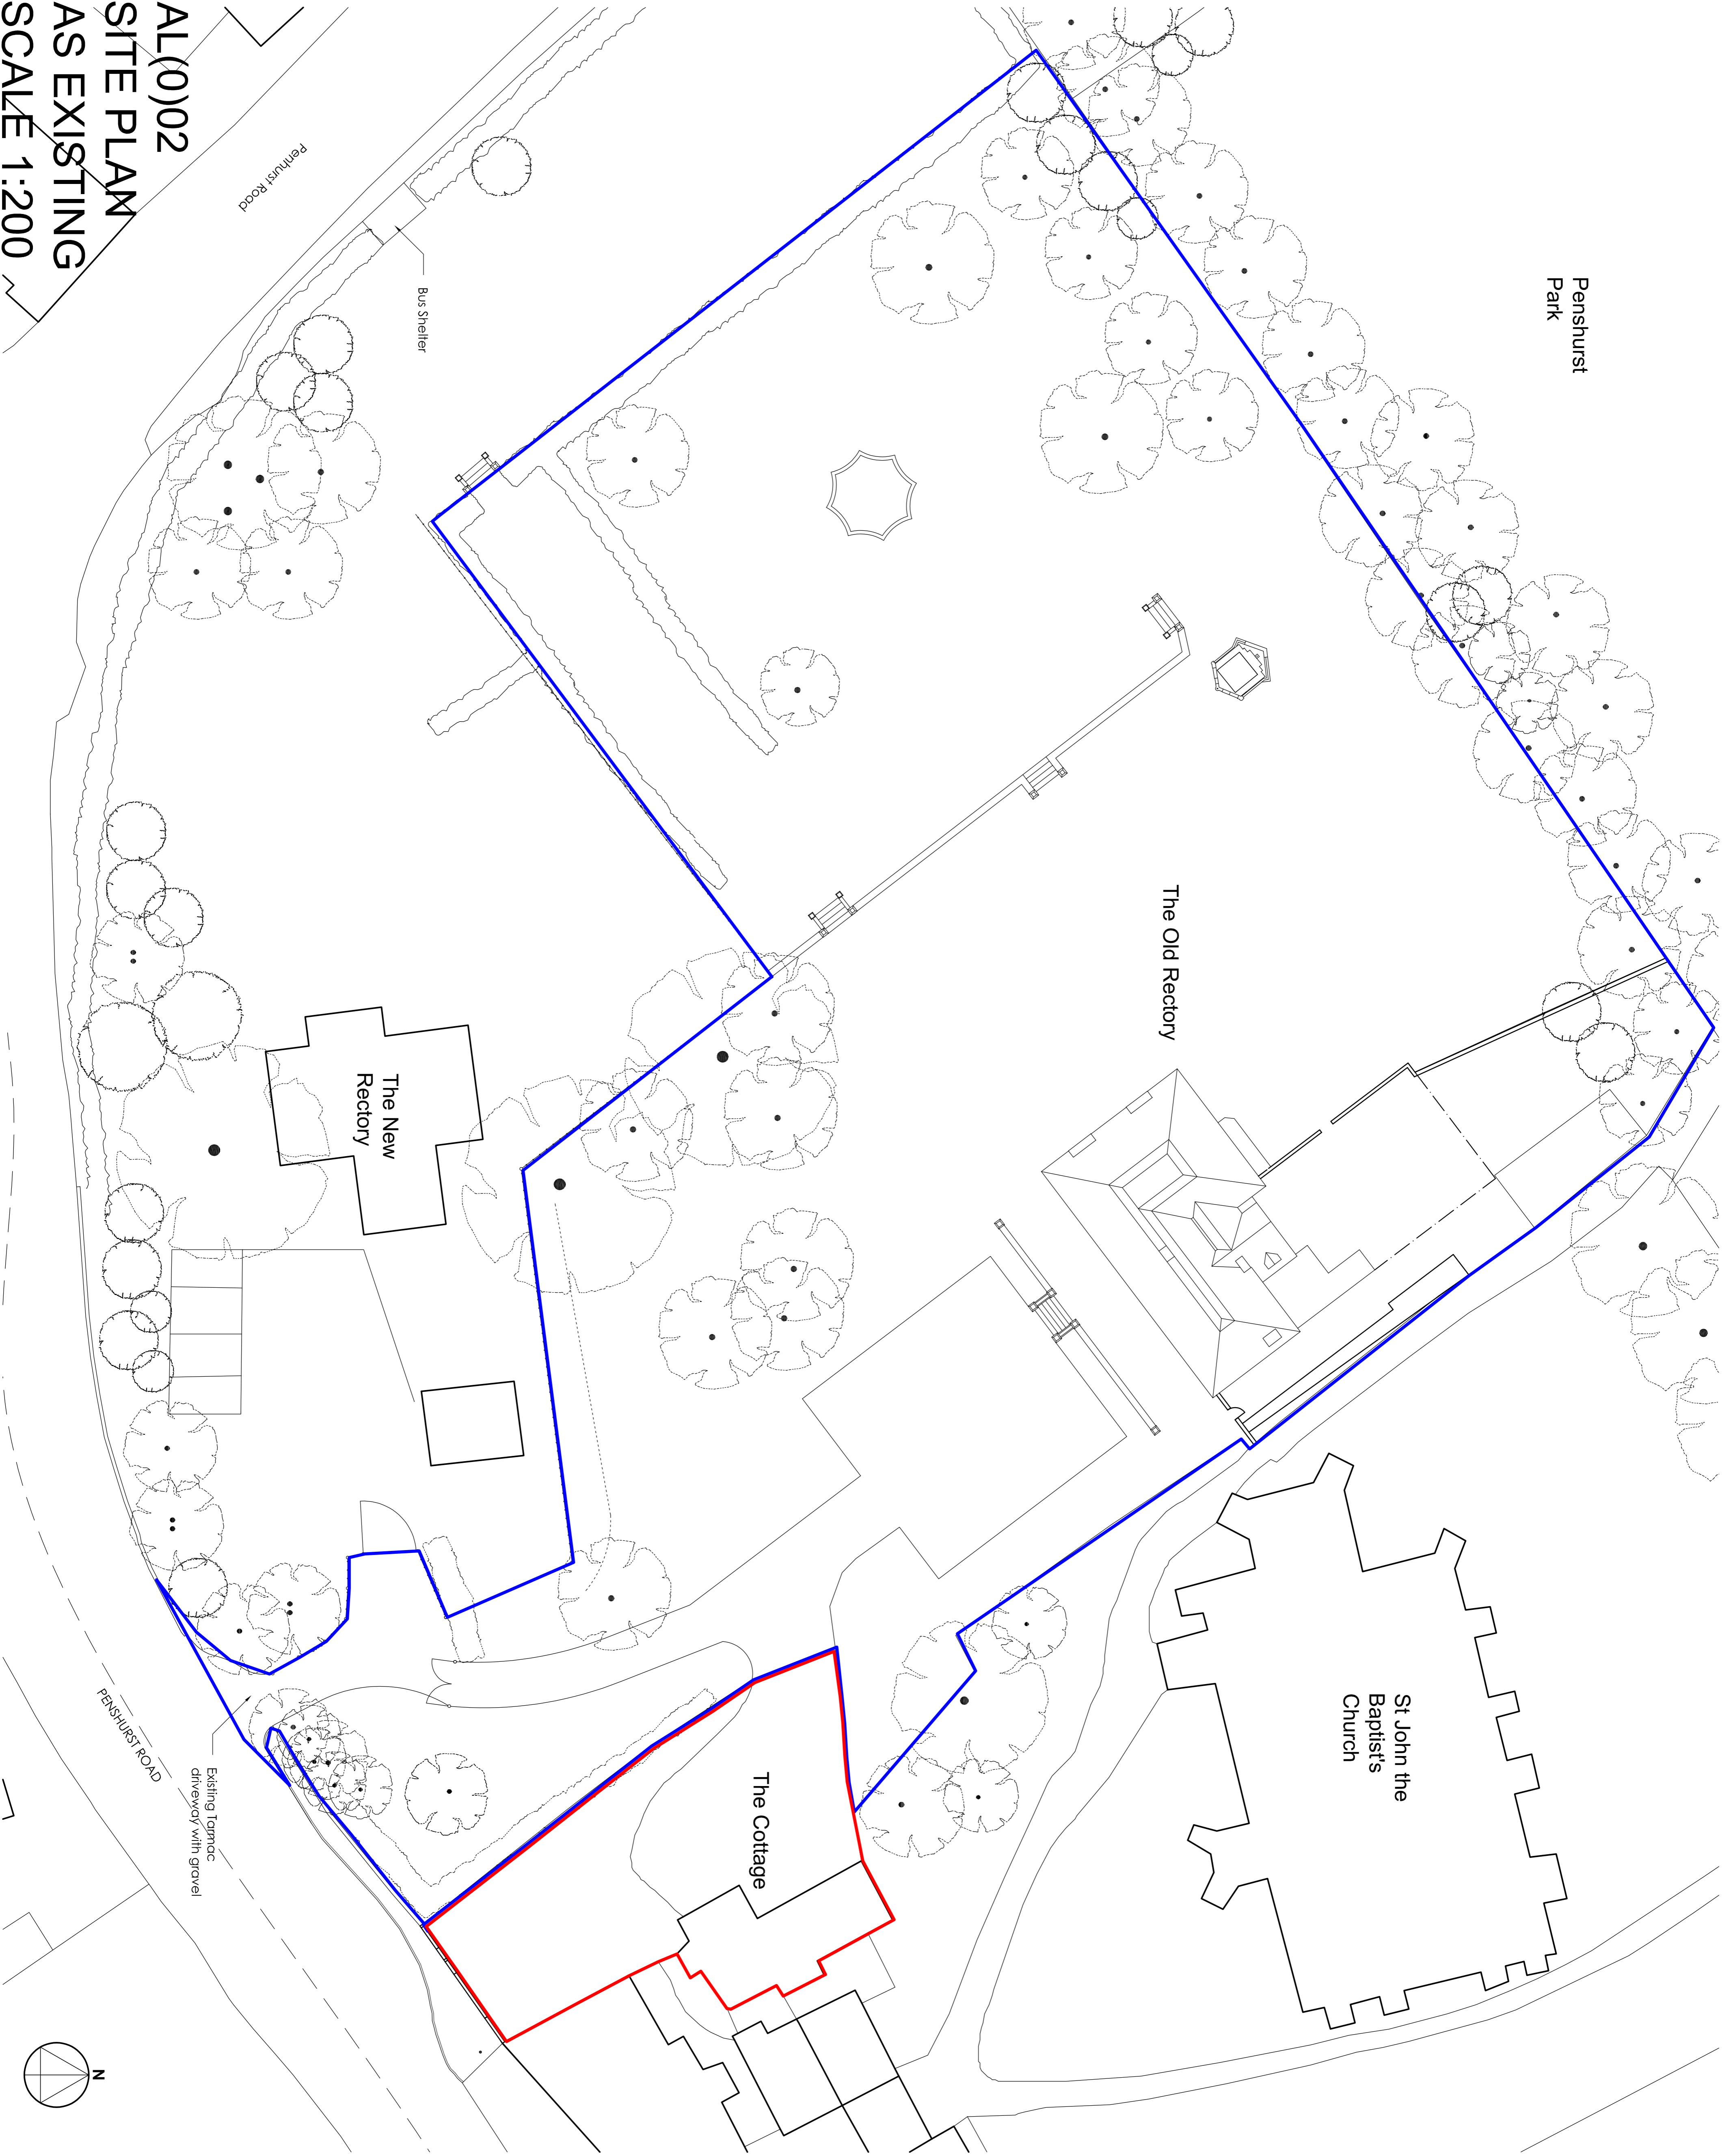 AL(0)02
SITE PLAN
AS EXISTING
SCALE 1:200
Penhurst Road
Bus Shelter
Penshurst
Park
The Old Rectory
The New
Rectory
St John the
Baptist's
Church
The Cottage
Existing Tarmac
driveway with gravel
PENSHURST ROAD
N